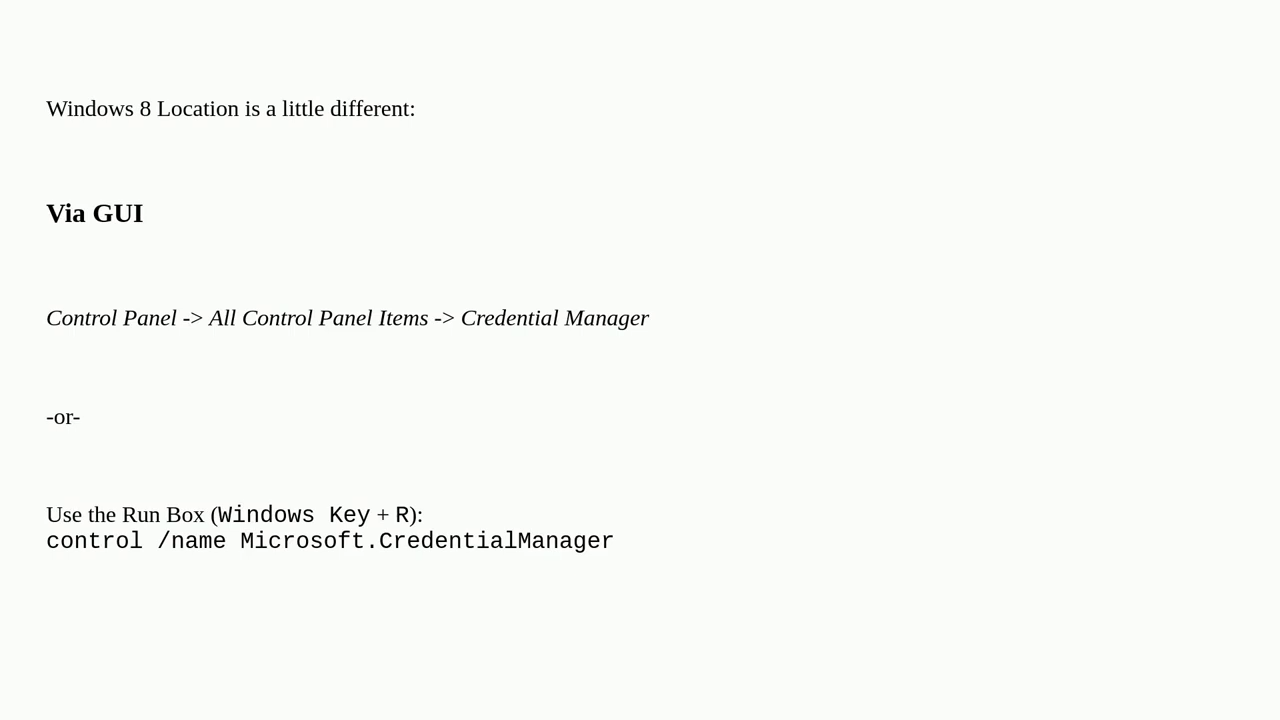 Windows 8 Location is a little different:
Via GUI
Control Panel -> All Control Panel Items -> Credential Manager
-or-
Use the Run Box (Windows Key + R):
control /name Microsoft.CredentialManager